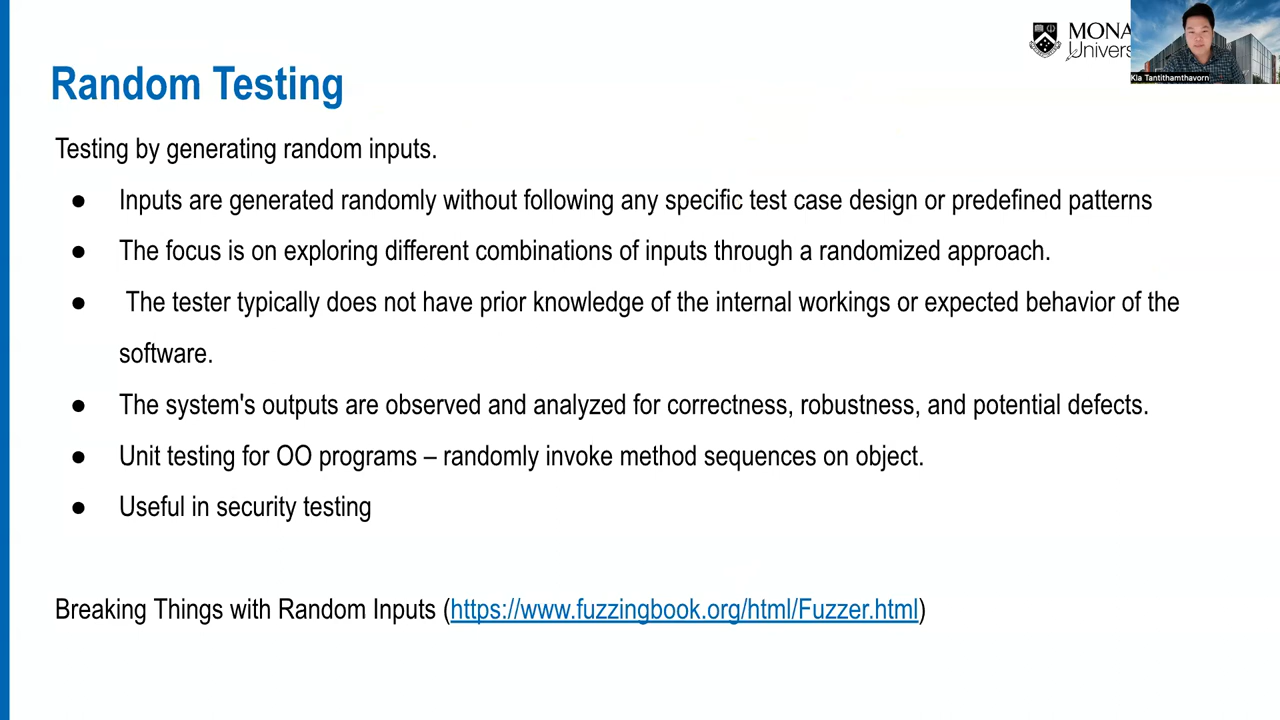 MONA
Univers
Kla Tantithamthavorn
Random Testing
Testing by generating random inputs.
● Inputs are generated randomly without following any specific test case design or predefined patterns
● The focus is on exploring different combinations of inputs through a randomized approach.
● The tester typically does not have prior knowledge of the internal workings or expected behavior of the
software.
● The system's outputs are observed and analyzed for correctness, robustness, and potential defects.
● Unit testing for OO programs – randomly invoke method sequences on object.
● Useful in security testing
Breaking Things with Random Inputs (https://www.fuzzingbook.org/html/Fuzzer.html)